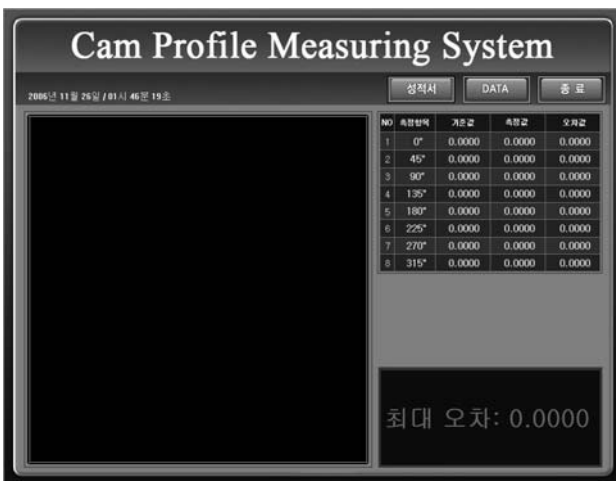 Cam Profile Measuring System
2006년 11월 26일 / 01시 46분 19초
성적서 DATA 종 료
NO 측정항목 기준값 측정값 오차값
1 0° 0.0000 0.0000 0.0000
2 45° 0.0000 0.0000 0.0000
3 90° 0.0000 0.0000 0.0000
4 135° 0.0000 0.0000 0.0000
5 180° 0.0000 0.0000 0.0000
6 225° 0.0000 0.0000 0.0000
7 270° 0.0000 0.0000 0.0000
8 315° 0.0000 0.0000 0.0000
최대 오차: 0.0000